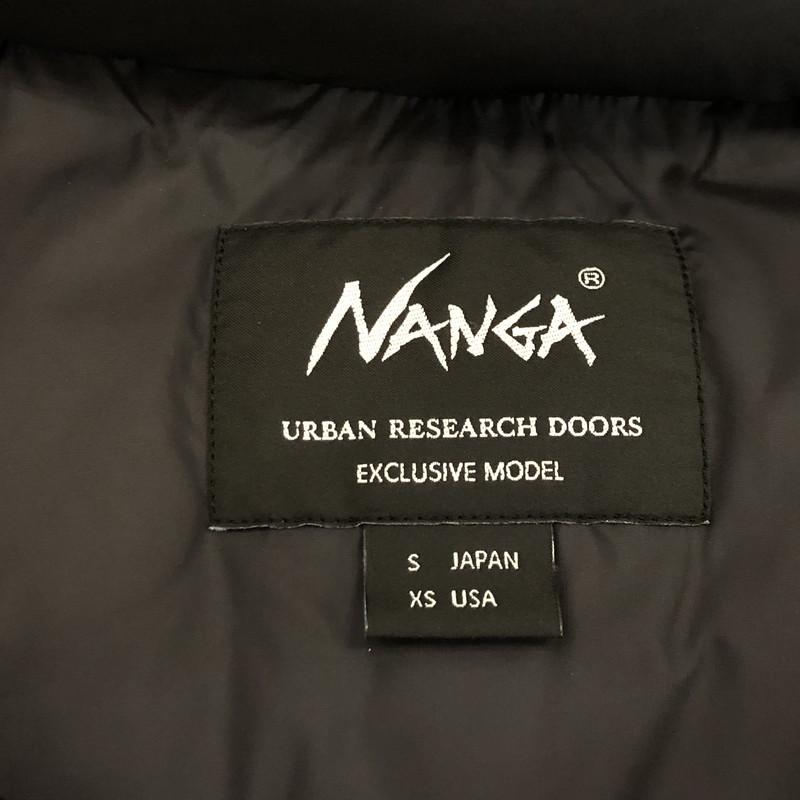 NANGA®
URBAN RESEARCH DOORS
EXCLUSIVE MODEL
S JAPAN
XS USA